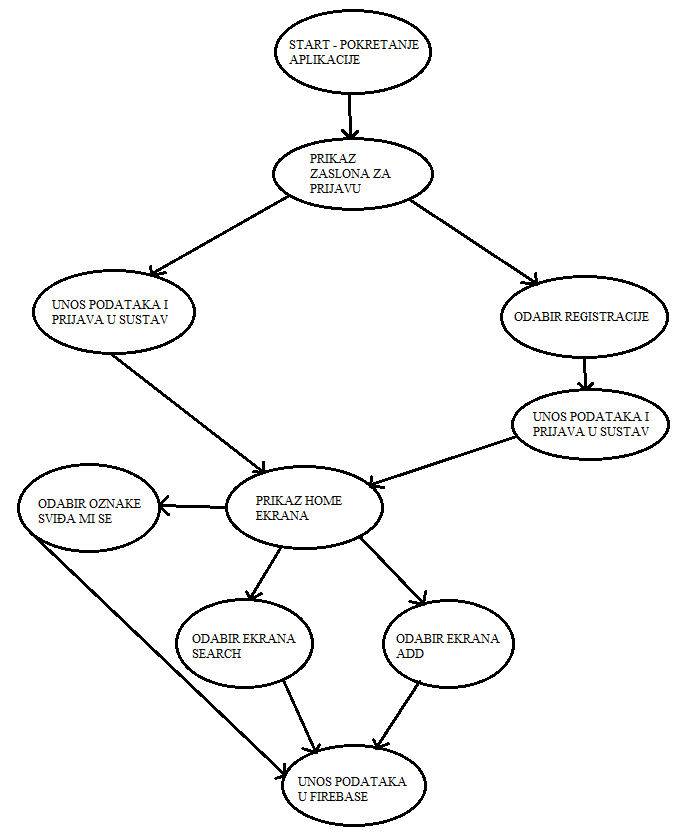 START - POKRETANJE
APLIKACIJE
PRIKAZ
ZASLONA ZA
PRIJAVU
UNOS PODATAKA I
PRIJAVA U SUSTAV
ODABIR REGISTRACIJE
UNOS PODATAKA I
PRIJAVA U SUSTAV
ODABIR OZNAKE
SVIĐA MI SE
PRIKAZ HOME
EKRANA
ODABIR EKRANA
SEARCH
ODABIR EKRANA
ADD
UNOS PODATAKA
U FIREBASE